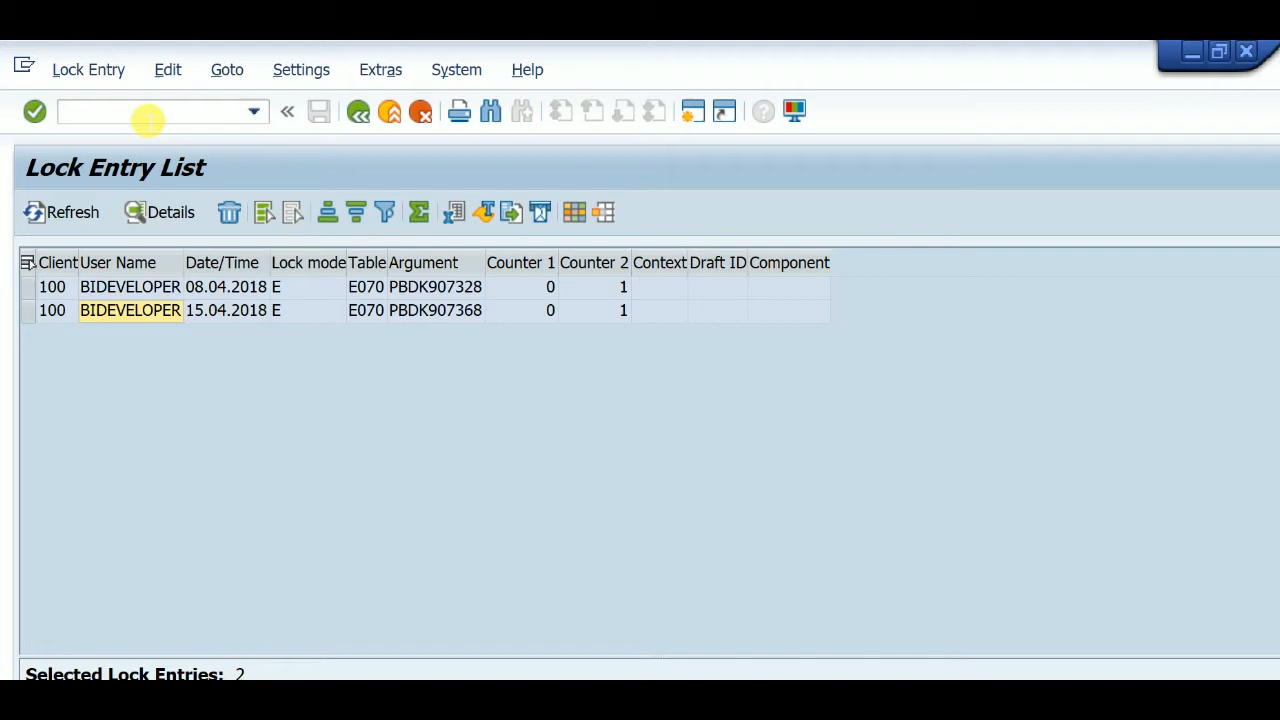 Lock Entry Edit Goto Settings Extras System Help
Lock Entry List
Refresh Details
Client User Name Date/Time Lock mode Table Argument Counter 1 Counter 2 Context Draft ID Component
100 BIDEVELOPER 08.04.2018 E E070 PBDK907328 0 1
100 BIDEVELOPER 15.04.2018 E E070 PBDK907368 0 1
Selected Lock Entries: 2